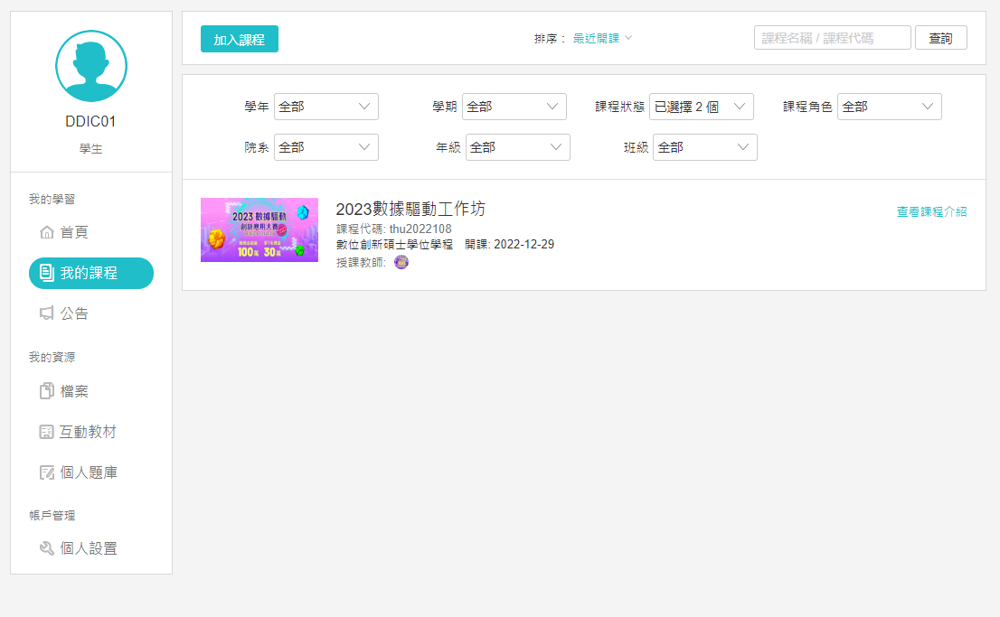 DDIC01
學生
我的學習
首頁
我的課程
公告
我的資源
檔案
互動教材
個人題庫
帳戶管理
個人設置
加入課程
排序： 最近開課
課程名稱 / 課程代碼
查詢
學年 全部 學期 全部 課程狀態 已選擇 2 個 課程角色 全部
院系 全部 年級 全部 班級 全部
2023 數據驅動
創新應用大賽
100萬 30萬
2023數據驅動工作坊
查看課程介紹
課程代碼: thu2022108
數位創新碩士學位學程 開課: 2022-12-29
授課教師: